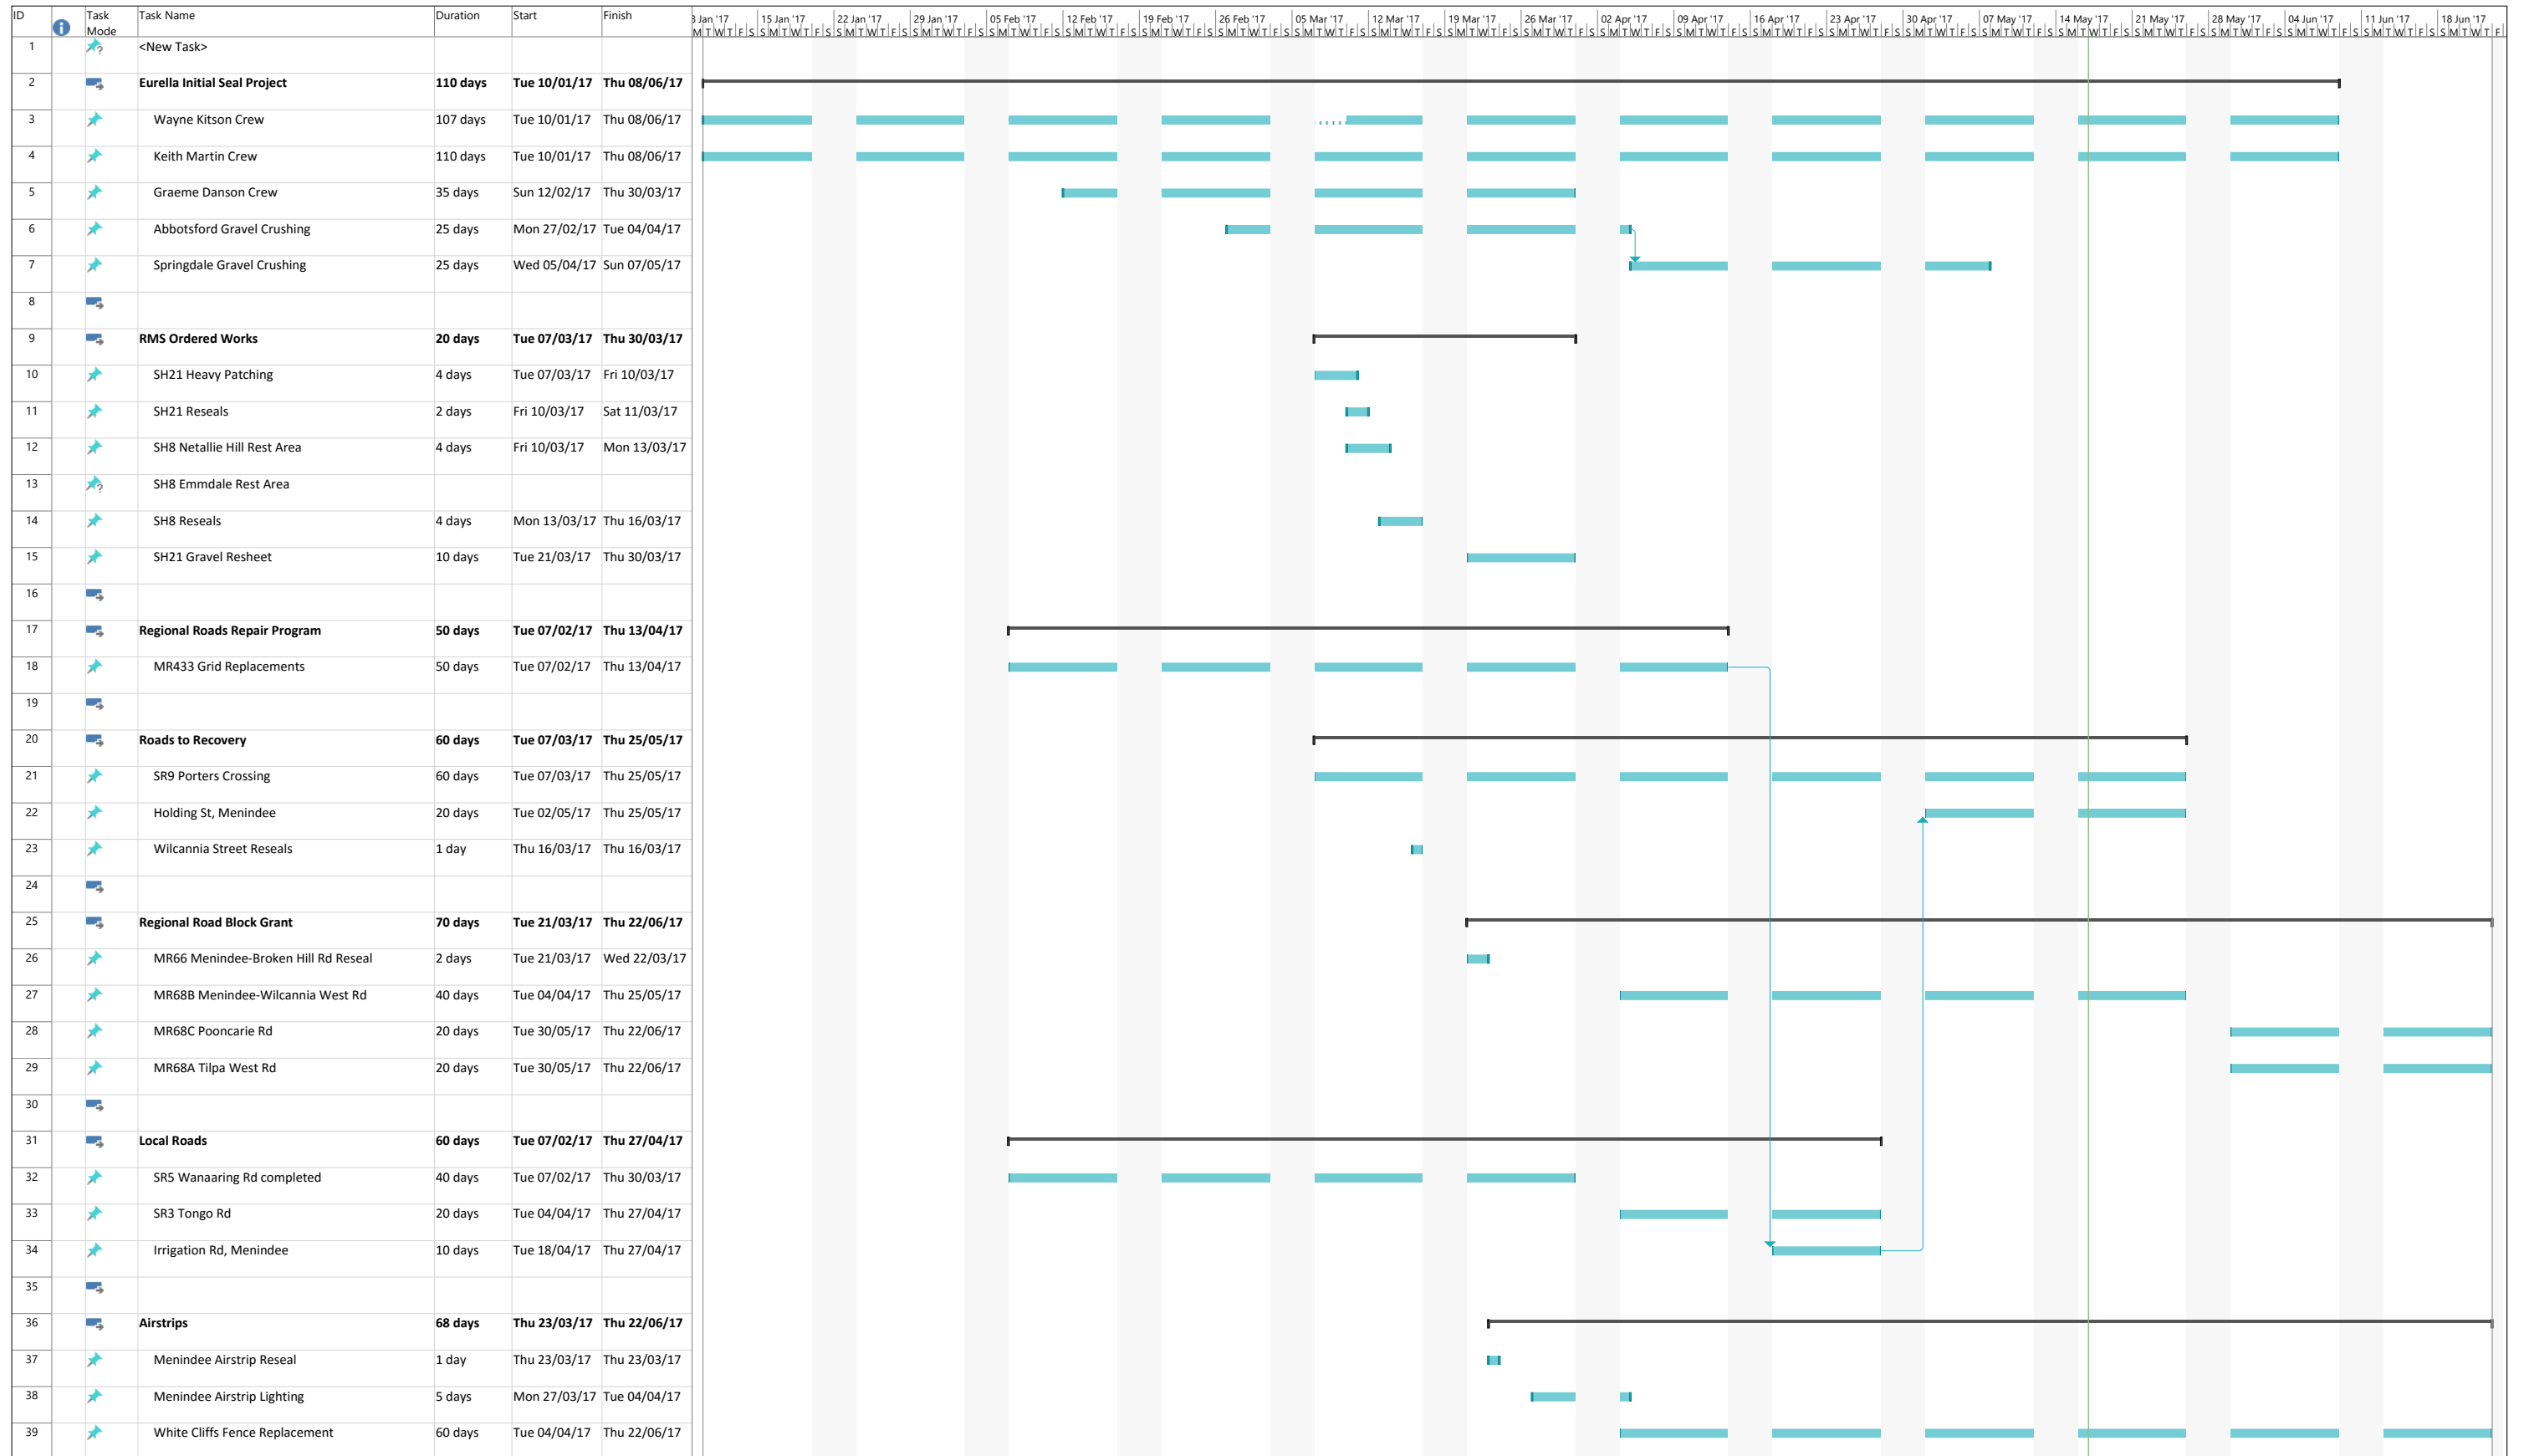 ID Task Mode Task Name Duration Start Finish
3 Jan '17 15 Jan '17 22 Jan '17 29 Jan '17 05 Feb '17 12 Feb '17 19 Feb '17 26 Feb '17 05 Mar '17 12 Mar '17 19 Mar '17 26 Mar '17 02 Apr '17 09 Apr '17 16 Apr '17 23 Apr '17 30 Apr '17 07 May '17 14 May '17 21 May '17 28 May '17 04 Jun '17 11 Jun '17 18 Jun '17
M T W T F S S M T W T F S S M T W T F S S M T W T F S S M T W T F S S M T W T F S S M T W T F S S M T W T F S S M T W T F S S M T W T F S S M T W T F S S M T W T F S S M T W T F S S M T W T F S S M T W T F S S M T W T F S S M T W T F S S M T W T F S S M T W T F S S M T W T F S S M T W T F S S M T W T F S S M T W T F S S M T W T F
1 <New Task>
2 Eurella Initial Seal Project 110 days Tue 10/01/17 Thu 08/06/17
3 Wayne Kitson Crew 107 days Tue 10/01/17 Thu 08/06/17
4 Keith Martin Crew 110 days Tue 10/01/17 Thu 08/06/17
5 Graeme Danson Crew 35 days Sun 12/02/17 Thu 30/03/17
6 Abbotsford Gravel Crushing 25 days Mon 27/02/17 Tue 04/04/17
7 Springdale Gravel Crushing 25 days Wed 05/04/17 Sun 07/05/17
8
9 RMS Ordered Works 20 days Tue 07/03/17 Thu 30/03/17
10 SH21 Heavy Patching 4 days Tue 07/03/17 Fri 10/03/17
11 SH21 Reseals 2 days Fri 10/03/17 Sat 11/03/17
12 SH8 Netallie Hill Rest Area 4 days Fri 10/03/17 Mon 13/03/17
13 SH8 Emmdale Rest Area
14 SH8 Reseals 4 days Mon 13/03/17 Thu 16/03/17
15 SH21 Gravel Resheet 10 days Tue 21/03/17 Thu 30/03/17
16
17 Regional Roads Repair Program 50 days Tue 07/02/17 Thu 13/04/17
18 MR433 Grid Replacements 50 days Tue 07/02/17 Thu 13/04/17
19
20 Roads to Recovery 60 days Tue 07/03/17 Thu 25/05/17
21 SR9 Porters Crossing 60 days Tue 07/03/17 Thu 25/05/17
22 Holding St, Menindee 20 days Tue 02/05/17 Thu 25/05/17
23 Wilcannia Street Reseals 1 day Thu 16/03/17 Thu 16/03/17
24
25 Regional Road Block Grant 70 days Tue 21/03/17 Thu 22/06/17
26 MR66 Menindee-Broken Hill Rd Reseal 2 days Tue 21/03/17 Wed 22/03/17
27 MR68B Menindee-Wilcannia West Rd 40 days Tue 04/04/17 Thu 25/05/17
28 MR68C Pooncarie Rd 20 days Tue 30/05/17 Thu 22/06/17
29 MR68A Tilpa West Rd 20 days Tue 30/05/17 Thu 22/06/17
30
31 Local Roads 60 days Tue 07/02/17 Thu 27/04/17
32 SR5 Wanaaring Rd completed 40 days Tue 07/02/17 Thu 30/03/17
33 SR3 Tongo Rd 20 days Tue 04/04/17 Thu 27/04/17
34 Irrigation Rd, Menindee 10 days Tue 18/04/17 Thu 27/04/17
35
36 Airstrips 68 days Thu 23/03/17 Thu 22/06/17
37 Menindee Airstrip Reseal 1 day Thu 23/03/17 Thu 23/03/17
38 Menindee Airstrip Lighting 5 days Mon 27/03/17 Tue 04/04/17
39 White Cliffs Fence Replacement 60 days Tue 04/04/17 Thu 22/06/17